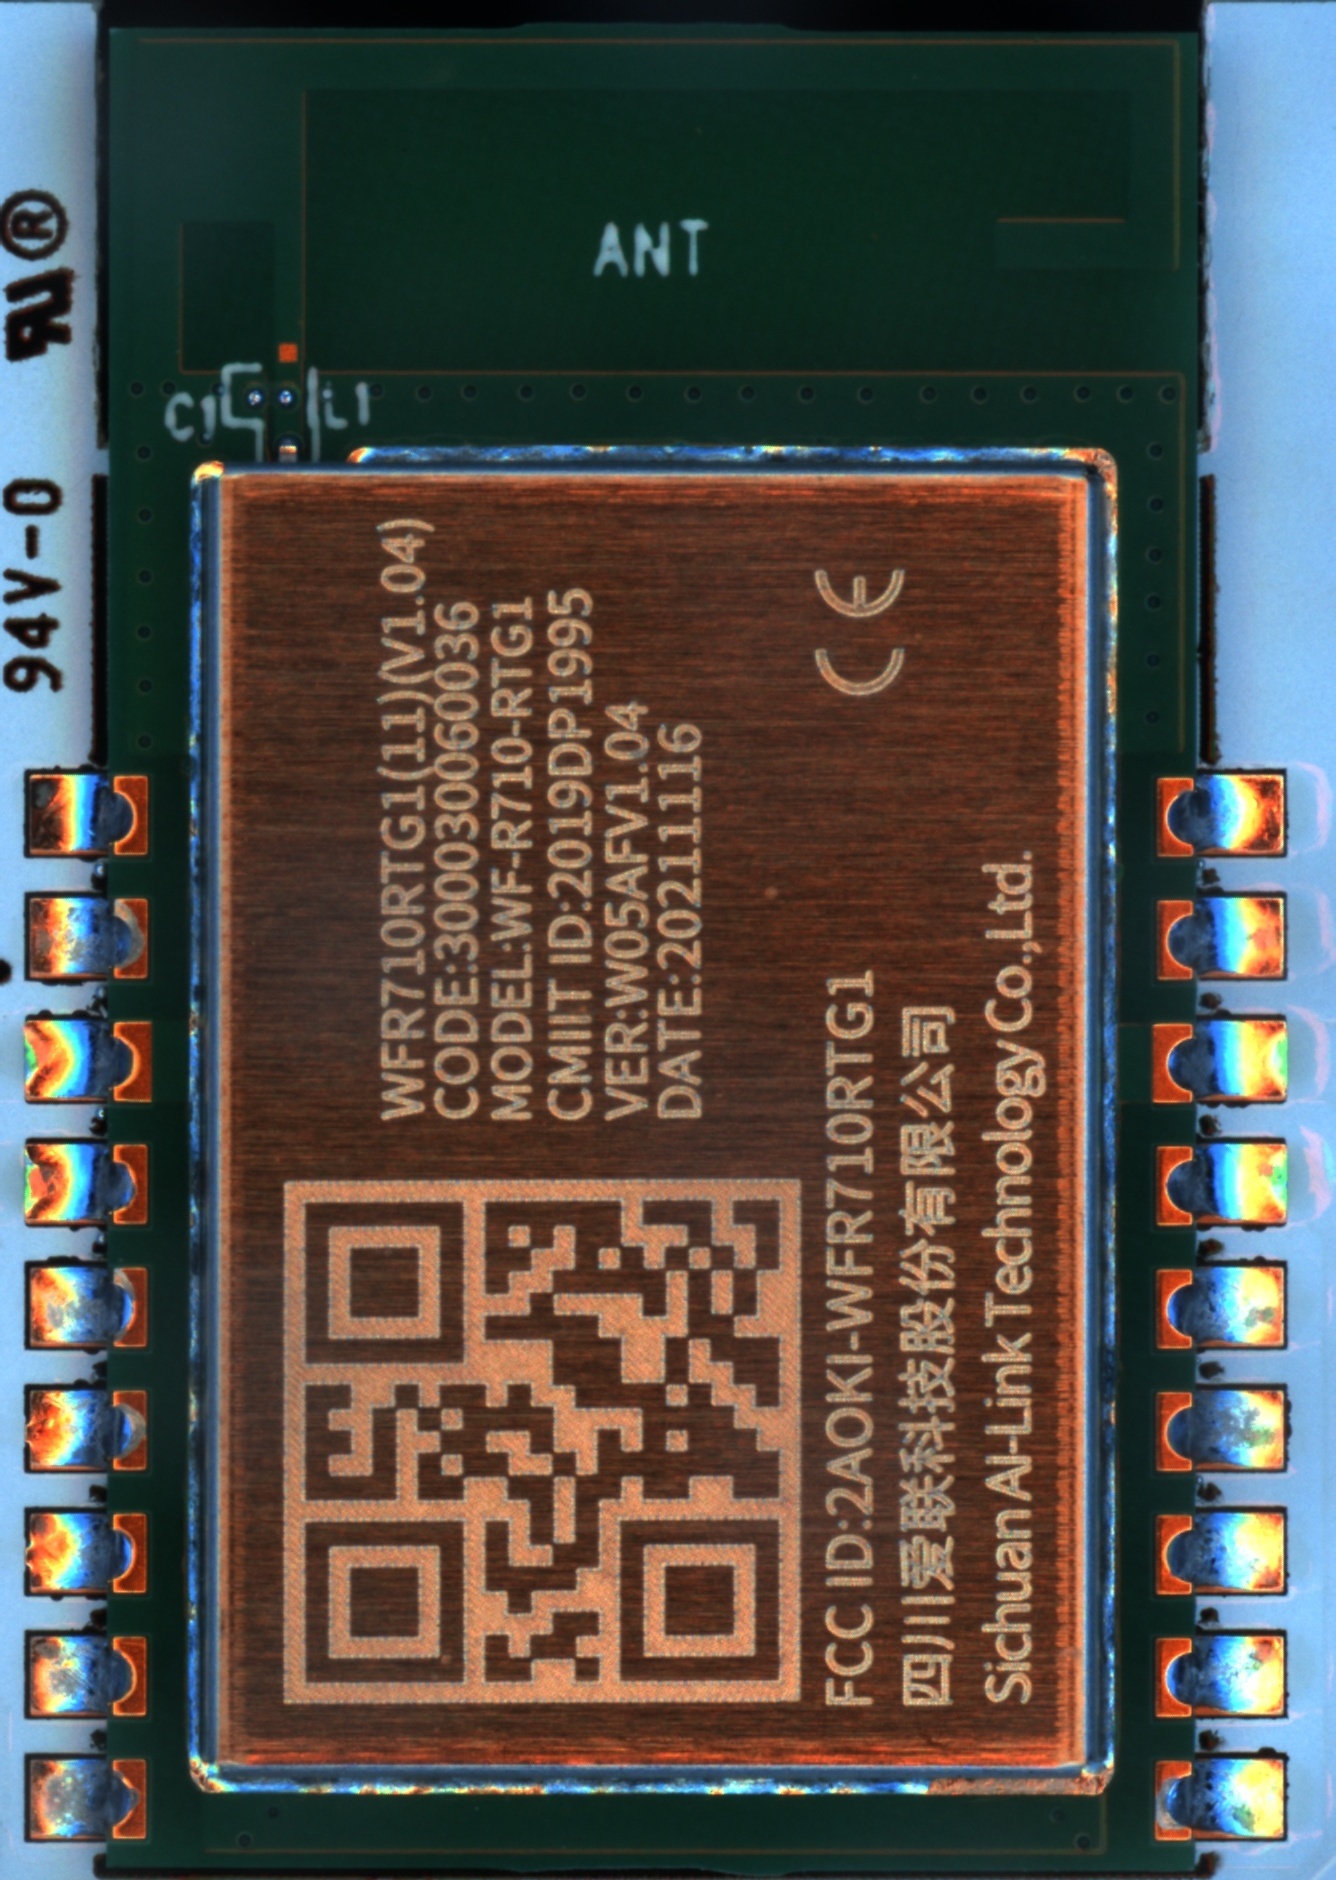 ANT
C1
L1
WFR710RTG1(11)(V1.04)
CODE:3000300600036
MODEL:WF-R710-RTG1
CMIIT ID:2019DP1995
VER:W05AFV1.04
DATE:20211116
CE
FCC ID:2AOKI-WFR710RTG1
四川爱联科技股份有限公司
Sichuan AI-Link Technology Co.,Ltd.
94V-0